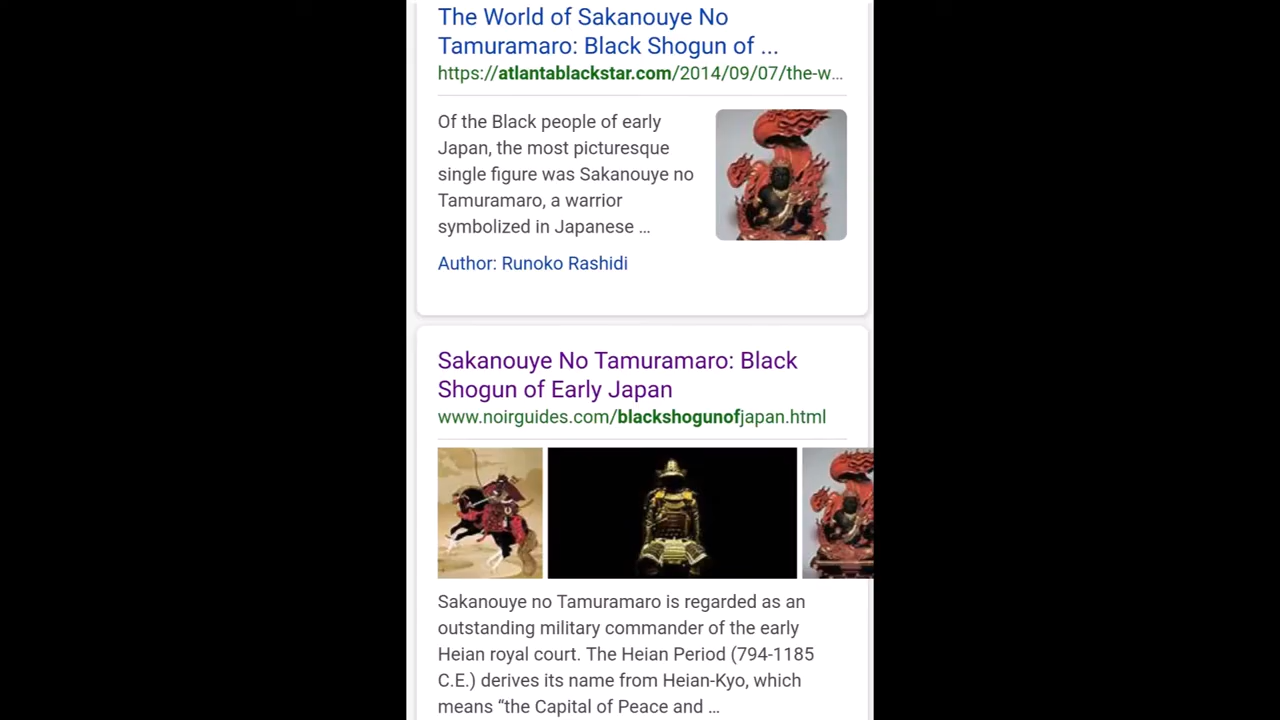 The World of Sakanouye No
Tamuramaro: Black Shogun of ...
https://atlantablackstar.com/2014/09/07/the-w...
Of the Black people of early
Japan, the most picturesque
single figure was Sakanouye no
Tamuramaro, a warrior
symbolized in Japanese ...
Author: Runoko Rashidi
Sakanouye No Tamuramaro: Black
Shogun of Early Japan
www.noirguides.com/blackshogunofjapan.html
Sakanouye no Tamuramaro is regarded as an
outstanding military commander of the early
Heian royal court. The Heian Period (794-1185
C.E.) derives its name from Heian-Kyo, which
means “the Capital of Peace and ...